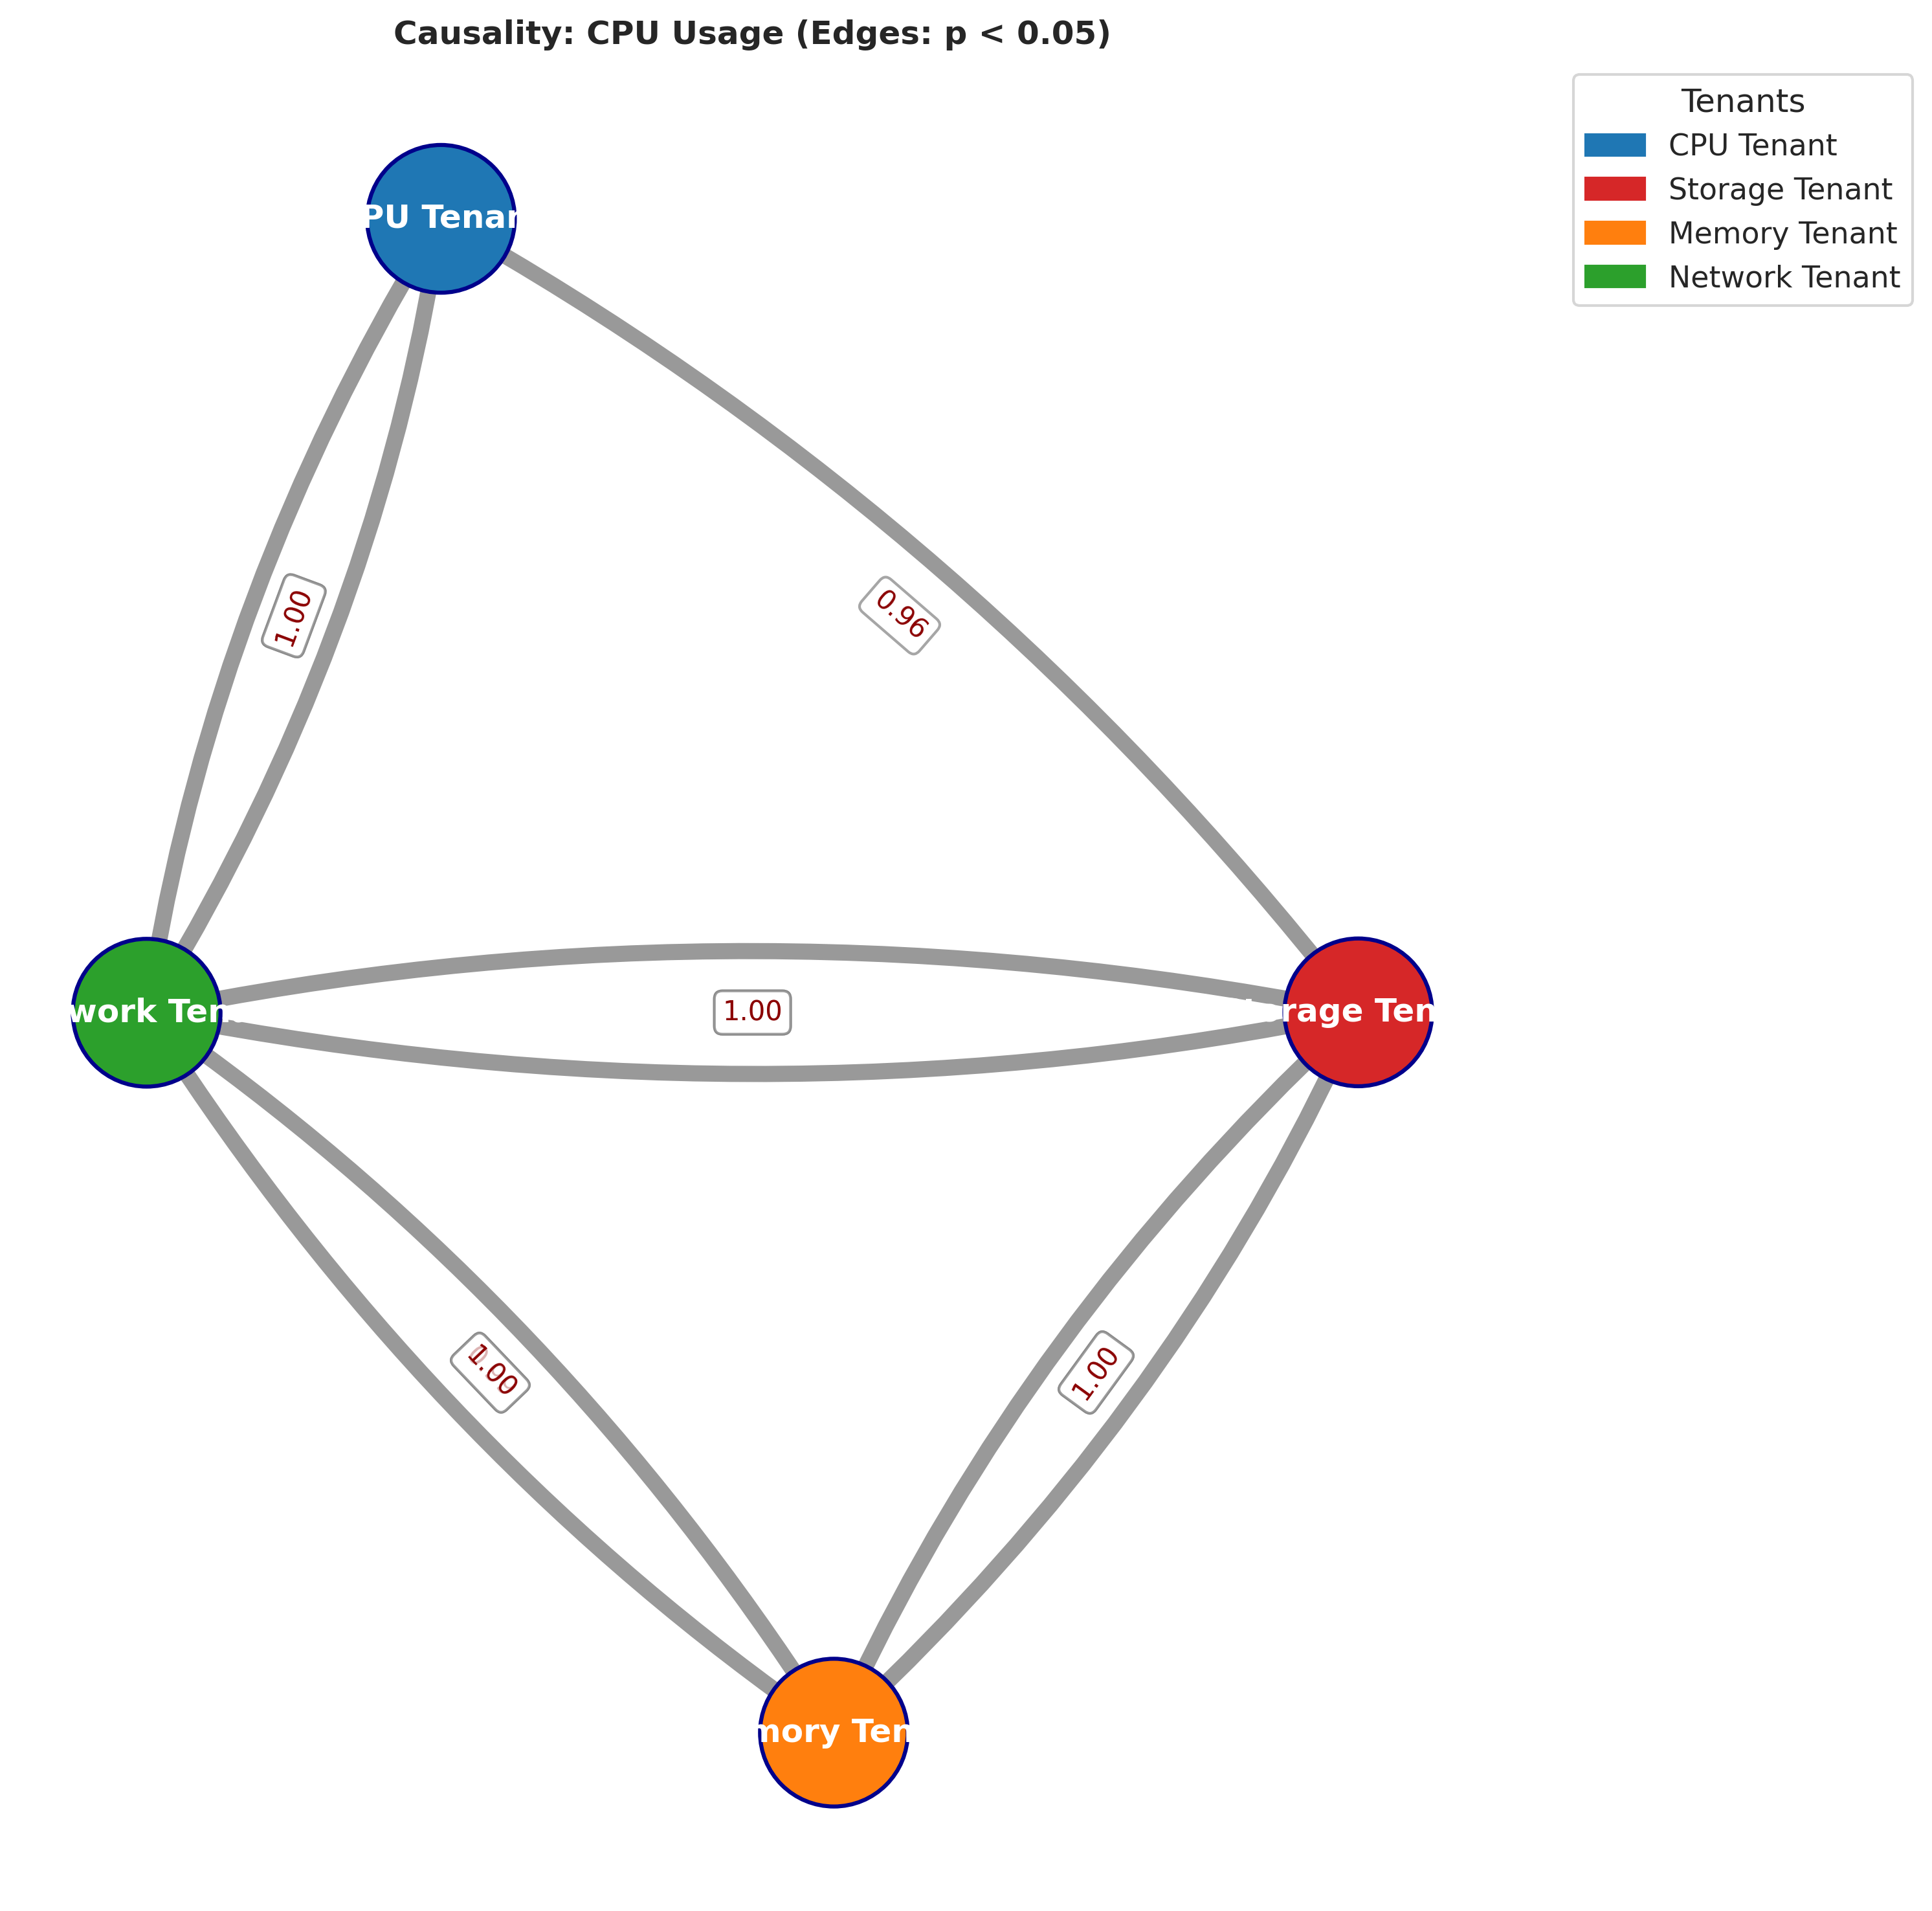 Causality: CPU Usage (Edges: p < 0.05)
Tenants
CPU Tenant
Storage Tenant
Memory Tenant
Network Tenant
PU Tenan
1.00
0.96
work Ten
1.00
rage Ten
1.00
1.00
mory Ten